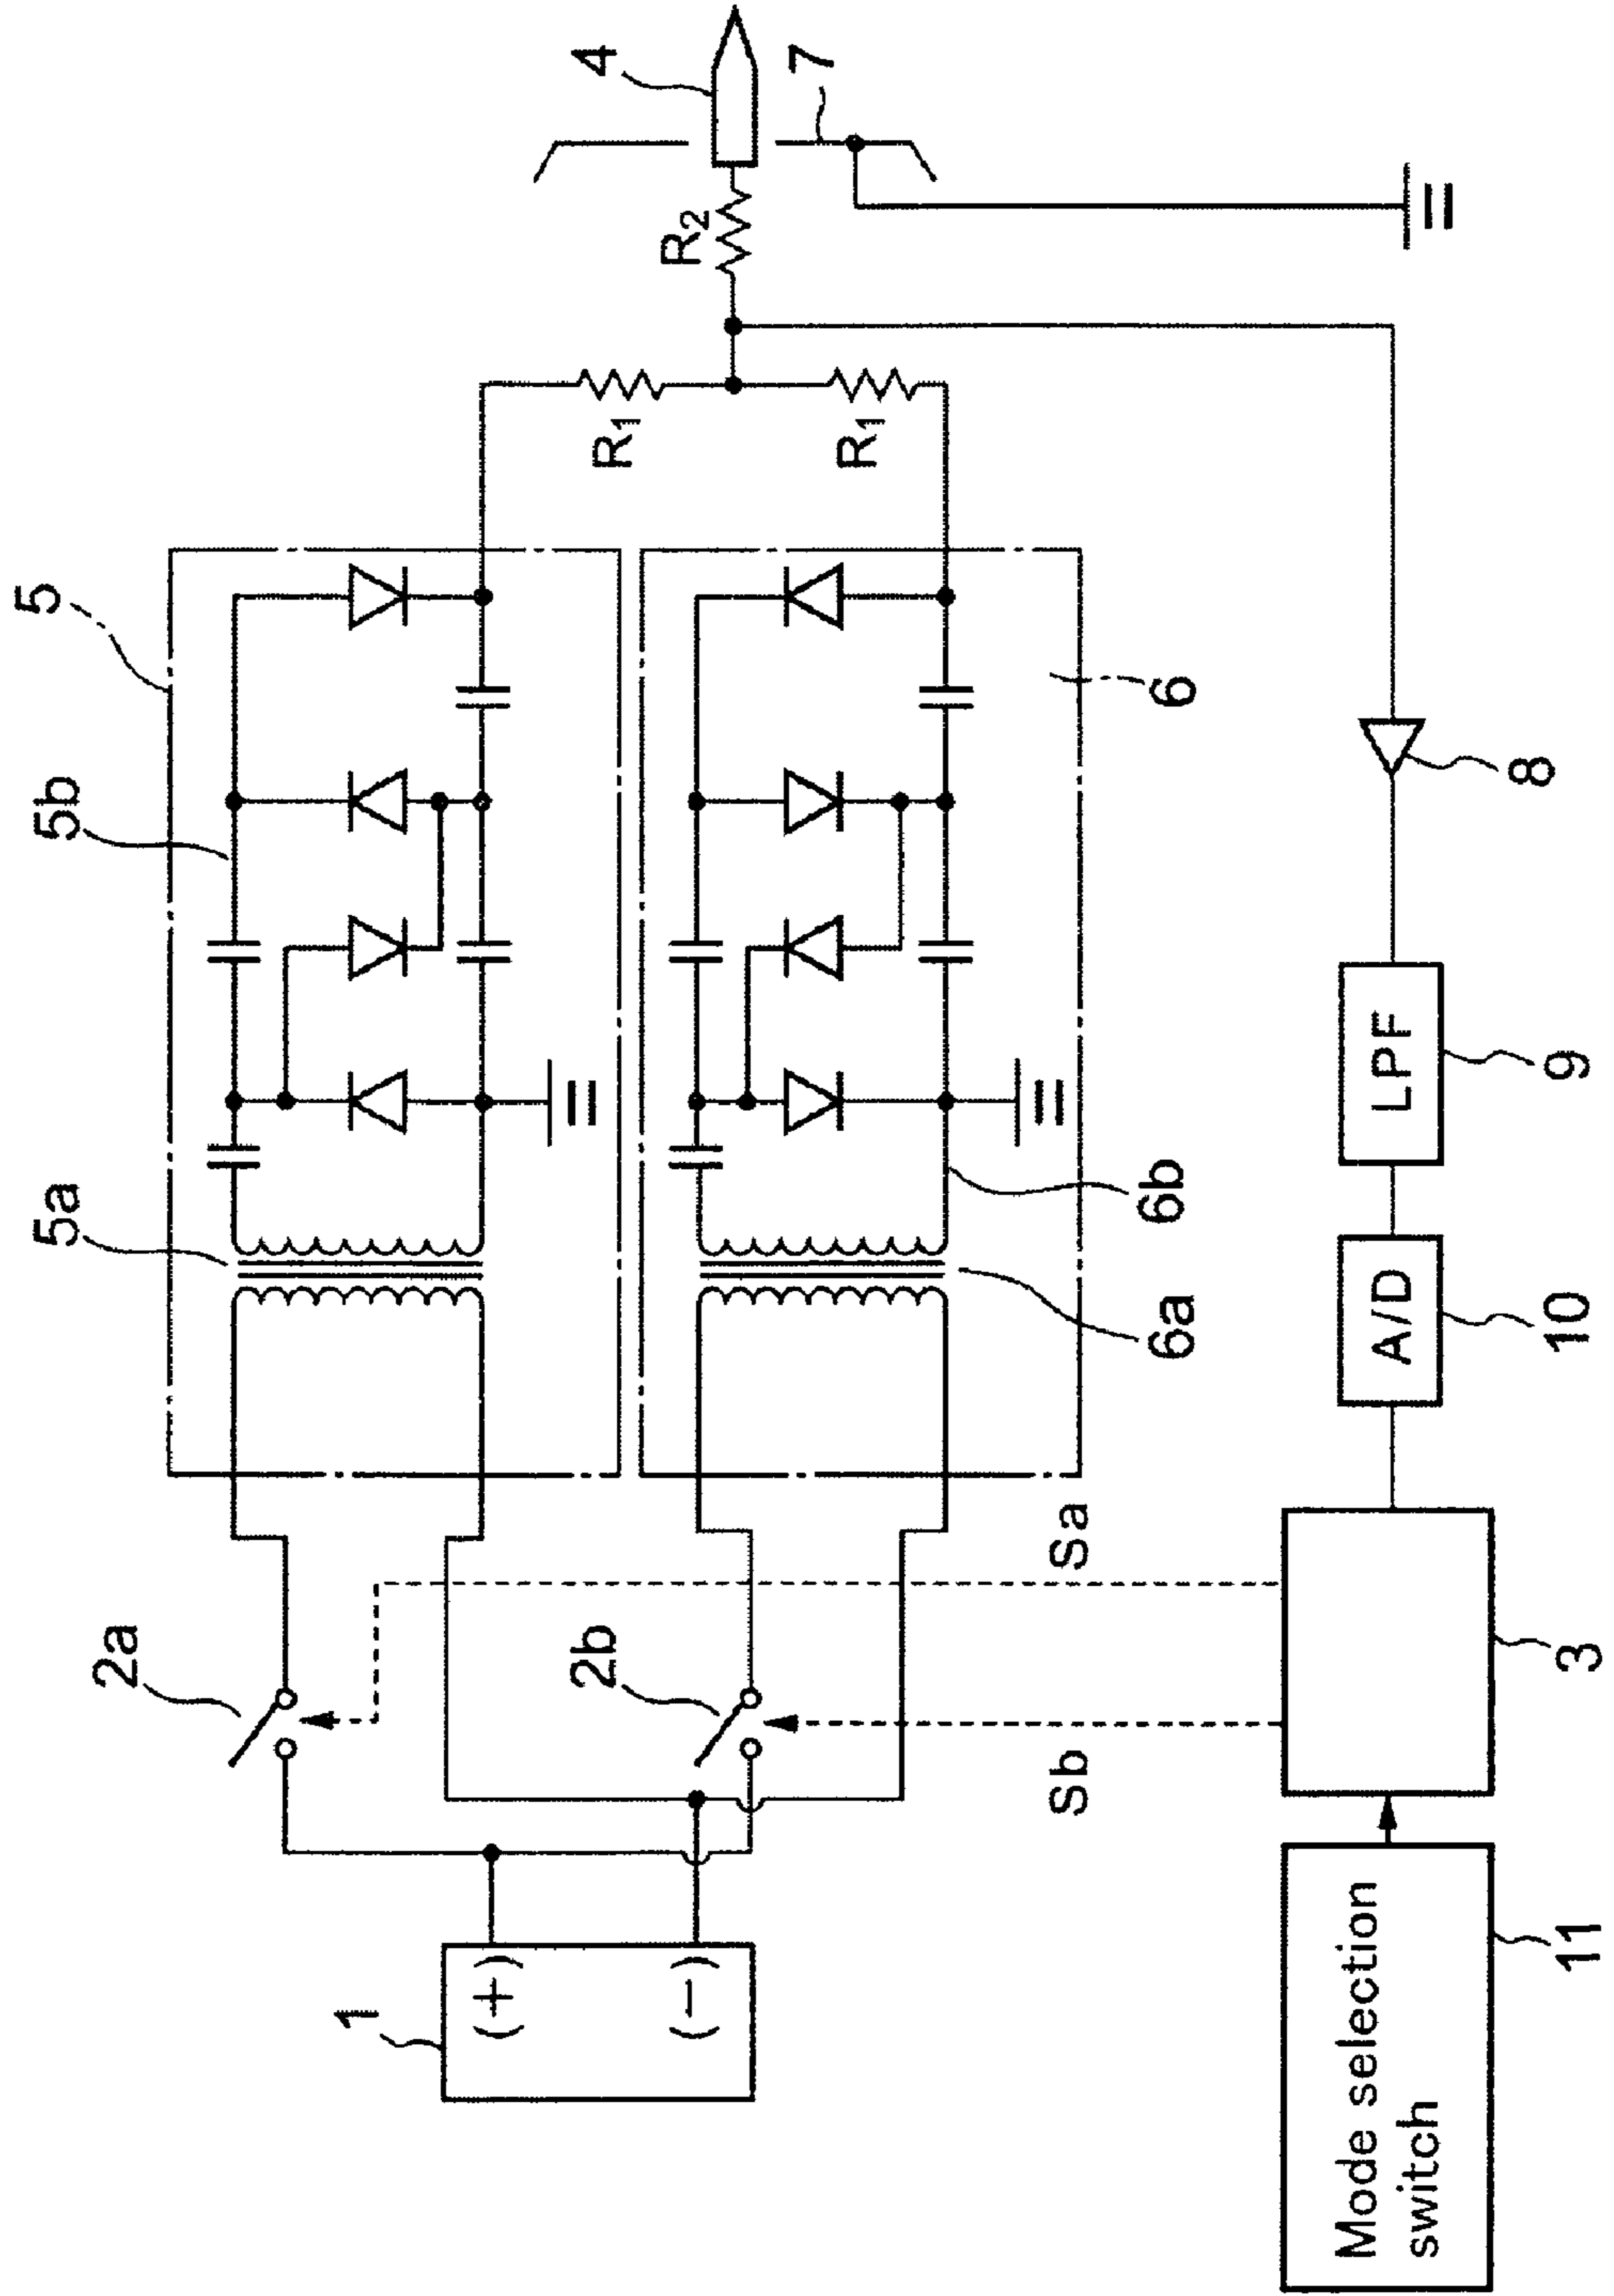 5
5b
5a
2a
1
(+)
(−)
2b
4
7
R2
R1
R1
6
6b
6a
Sa
Sb
8
LPF
9
A/D
10
3
Mode selection
switch
11